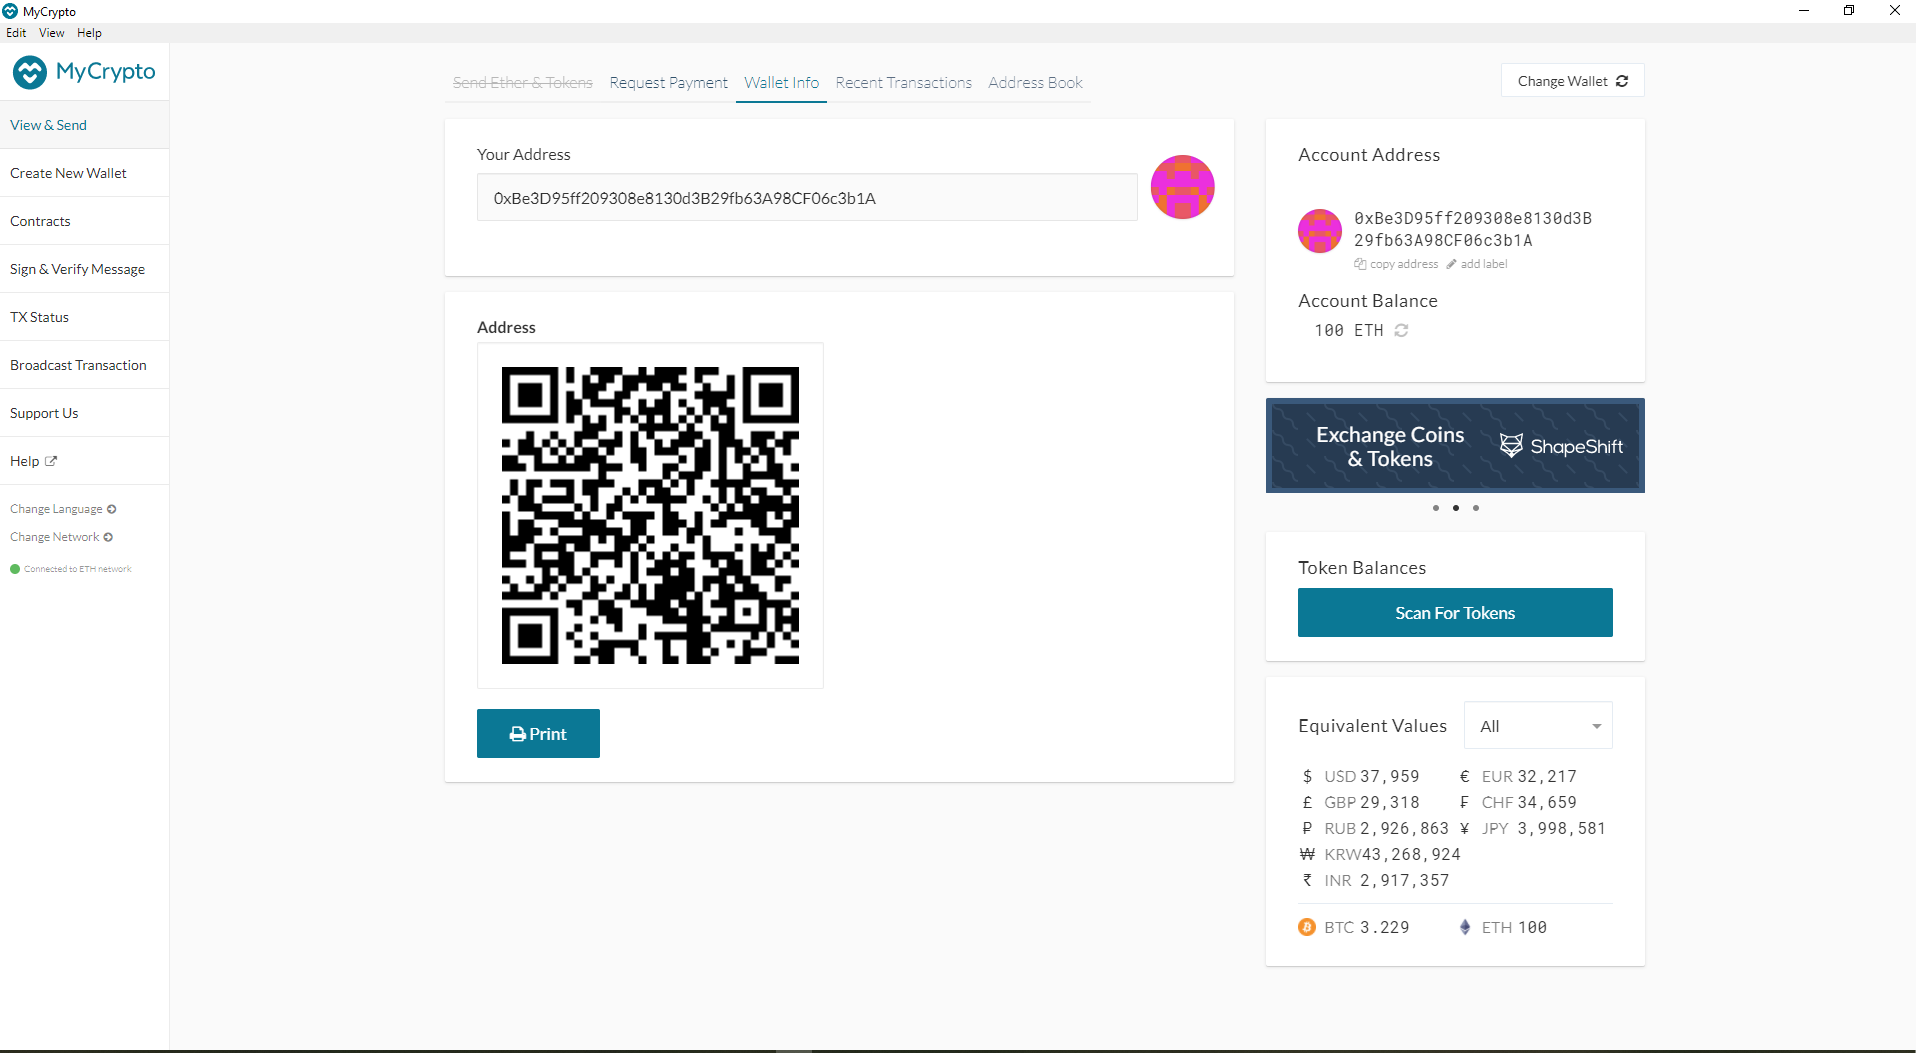 MyCrypto
Edit View Help
MyCrypto
View & Send
Create New Wallet
Contracts
Sign & Verify Message
TX Status
Broadcast Transaction
Support Us
Help
Change Language
Change Network
Connected to ETH network
Send Ether & Tokens Request Payment Wallet Info Recent Transactions Address Book
Change Wallet
Your Address
0xBe3D95ff209308e8130d3B29fb63A98CF06c3b1A
Address
Print
Account Address
0xBe3D95ff209308e8130d3B
29fb63A98CF06c3b1A
copy address add label
Account Balance
100 ETH
Exchange Coins
& Tokens
ShapeShift
Token Balances
Scan For Tokens
Equivalent Values All
$ USD 37,959 € EUR 32,217
£ GBP 29,318 ₣ CHF 34,659
₽ RUB 2,926,863 ¥ JPY 3,998,581
₩ KRW 43,268,924
₹ INR 2,917,357
BTC 3.229 ETH 100